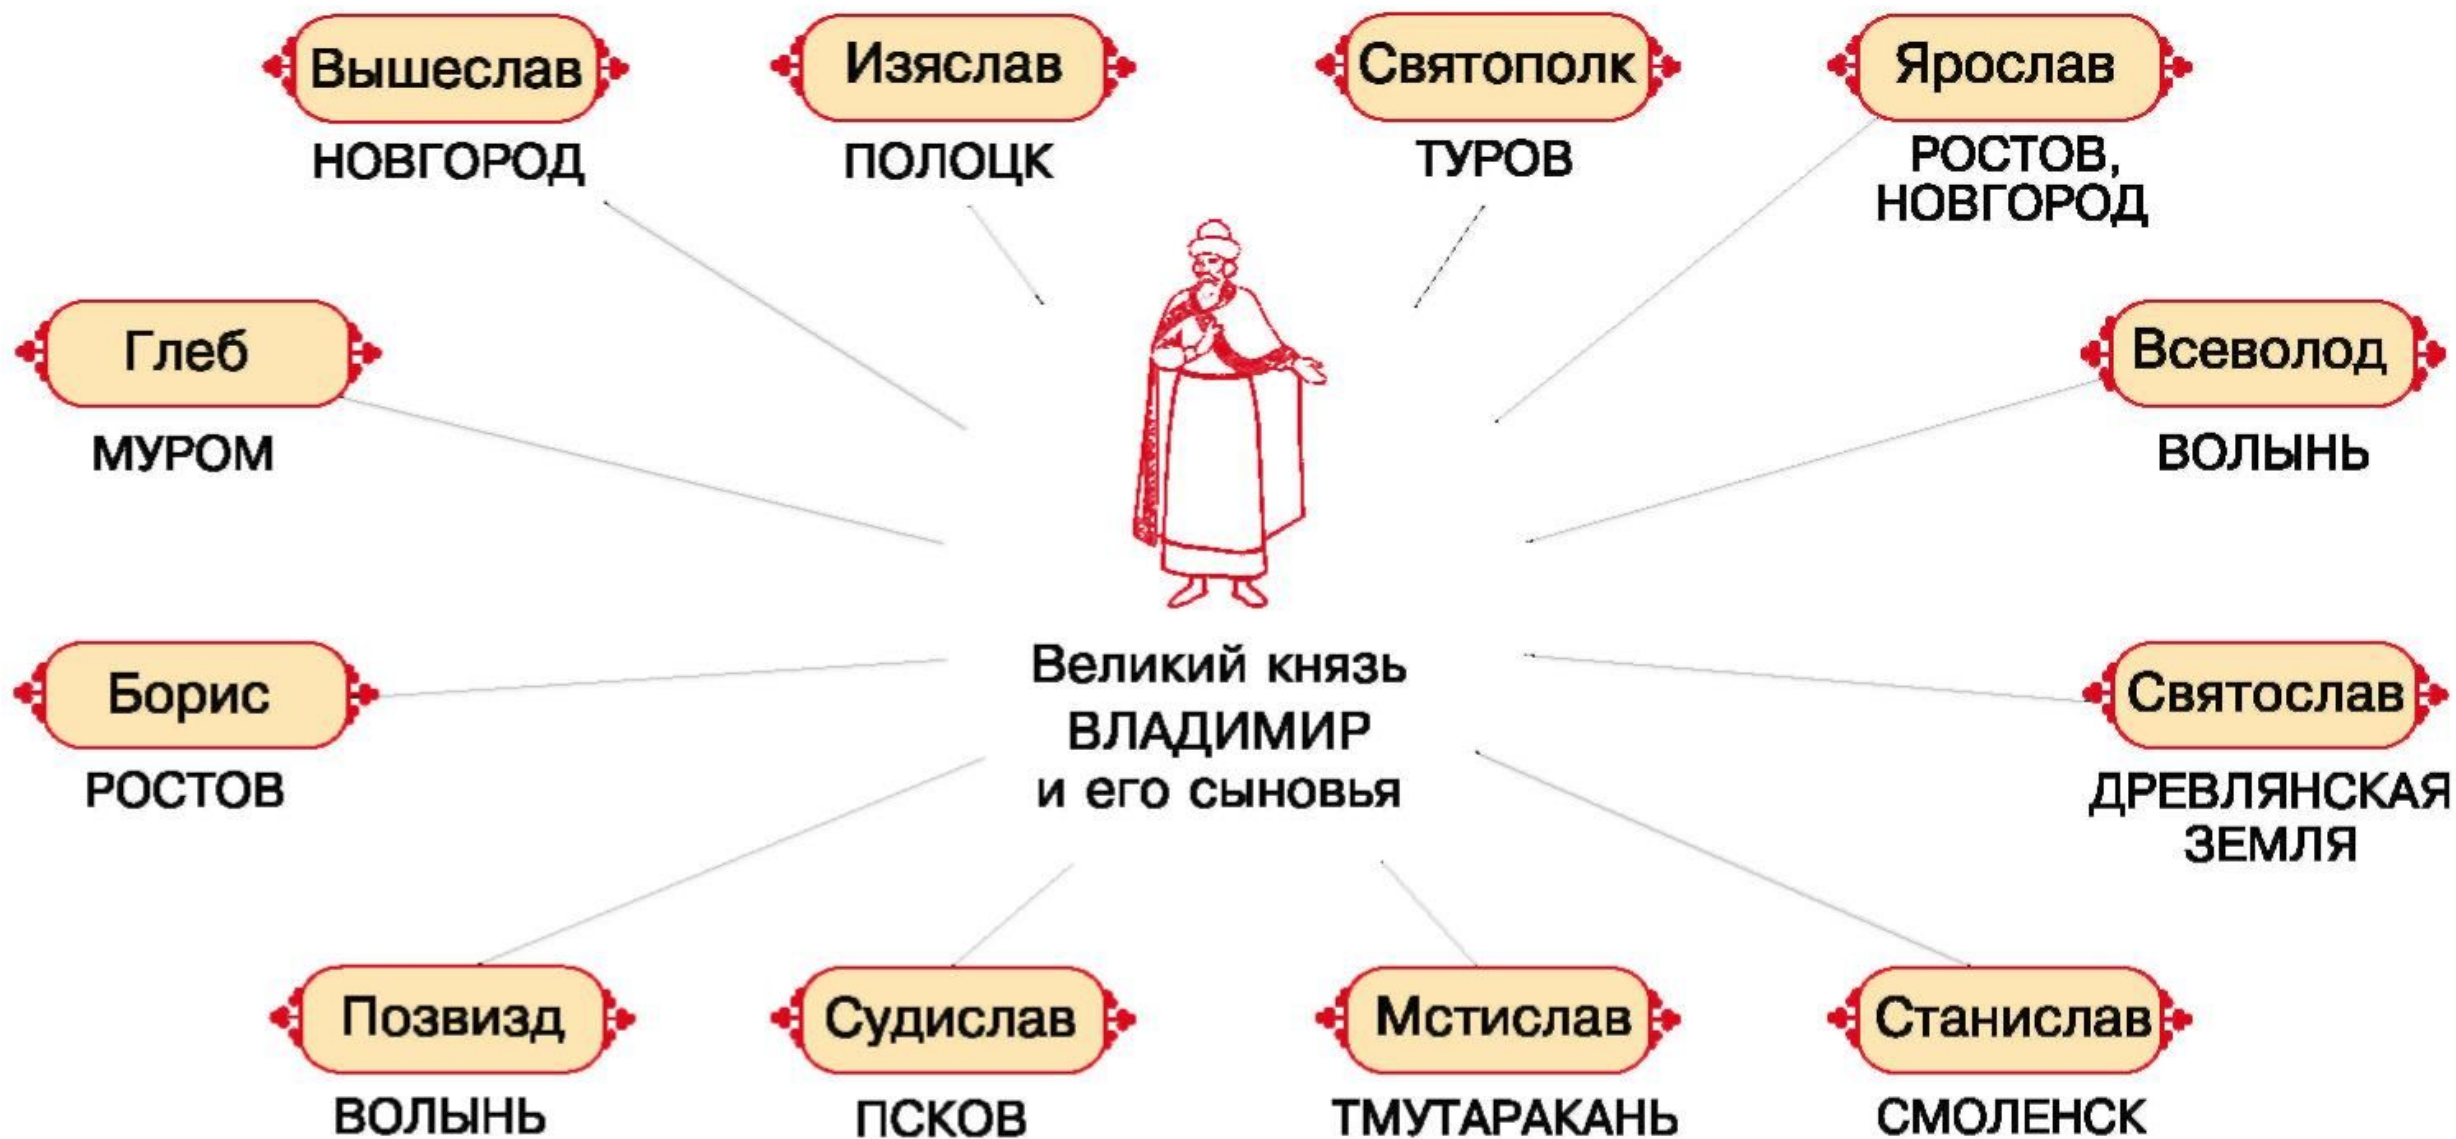 Вышеслав
НОВГОРОД
Изяслав
ПОЛОЦК
Святополк
ТУРОВ
Ярослав
РОСТОВ,
НОВГОРОД
Глеб
МУРОМ
Всеволод
ВОЛЫНЬ
Борис
РОСТОВ
Великий князь
ВЛАДИМИР
и его сыновья
Святослав
ДРЕВЛЯНСКАЯ
ЗЕМЛЯ
Позвизд
ВОЛЫНЬ
Судислав
ПСКОВ
Мстислав
ТМУТАРАКАНЬ
Станислав
СМОЛЕНСК